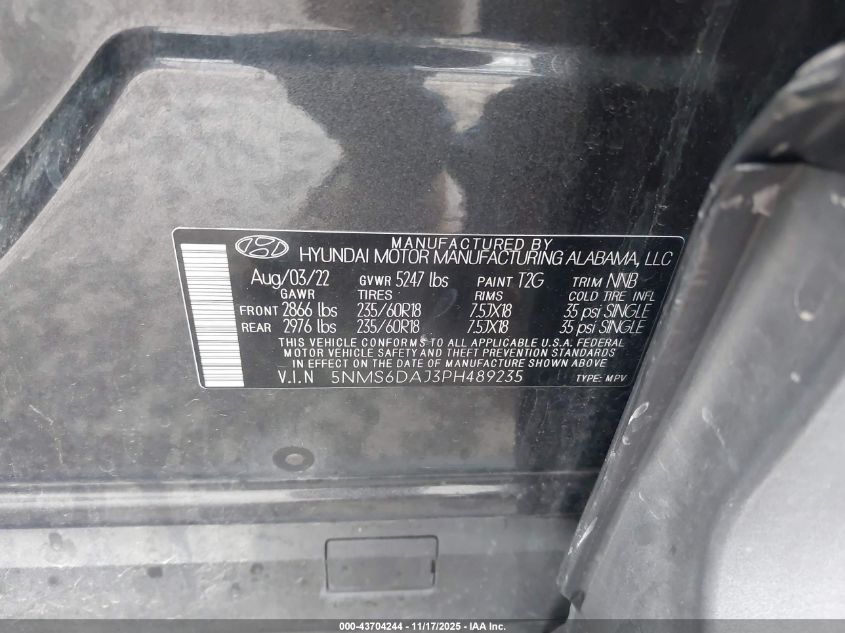 MANUFACTURED BY
HYUNDAI MOTOR MANUFACTURING ALABAMA, LLC
Aug/03/22 GVWR 5247 lbs PAINT T2G TRIM NNB
GAWR TIRES RIMS COLD TIRE INFL
FRONT 2866 lbs 235/60R18 7.5JX18 35 psi SINGLE
REAR 2976 lbs 235/60R18 7.5JX18 35 psi SINGLE
THIS VEHICLE CONFORMS TO ALL APPLICABLE U.S.A. FEDERAL
MOTOR VEHICLE SAFETY AND THEFT PREVENTION STANDARDS
IN EFFECT ON THE DATE OF MANUFACTURE SHOWN ABOVE.
V.I.N 5NMS6DAJ3PH489235 TYPE: MPV
000-43704244 - 11/17/2025 - IAA Inc.